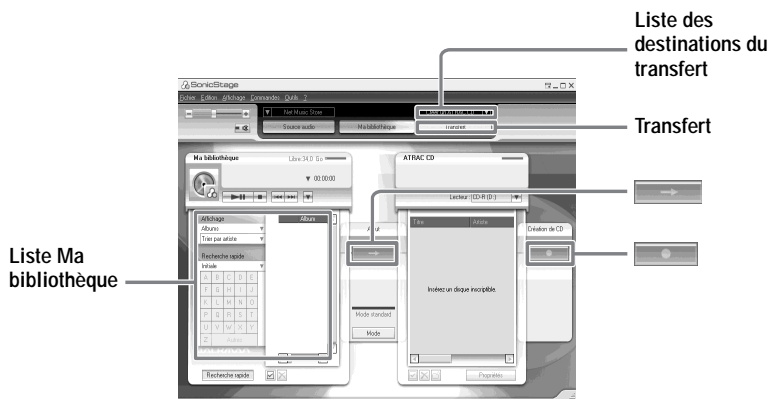 Liste des
destinations du
transfert
SonicStage
Fichier Edition Affichage Commandes Outils ?
Net Music Store
Source audio
Ma bibliothèque
Transfert
Transfert
Ma bibliothèque
Libre:34,0 Go
00:00:00
ATRAC CD
Lecteur: CD-R (D:)
Affichage
Albums
Trier par artiste
Recherche rapide
Initiale
A B C D E
F G H I J
K L M N O
P Q R S T
U V W X Y
Z Autres
Album
Mode standard
Mode
Titre Artiste
Insérez un disque inscriptible.
Création de CD
Liste Ma
bibliothèque
Recherche rapide
Propriétés